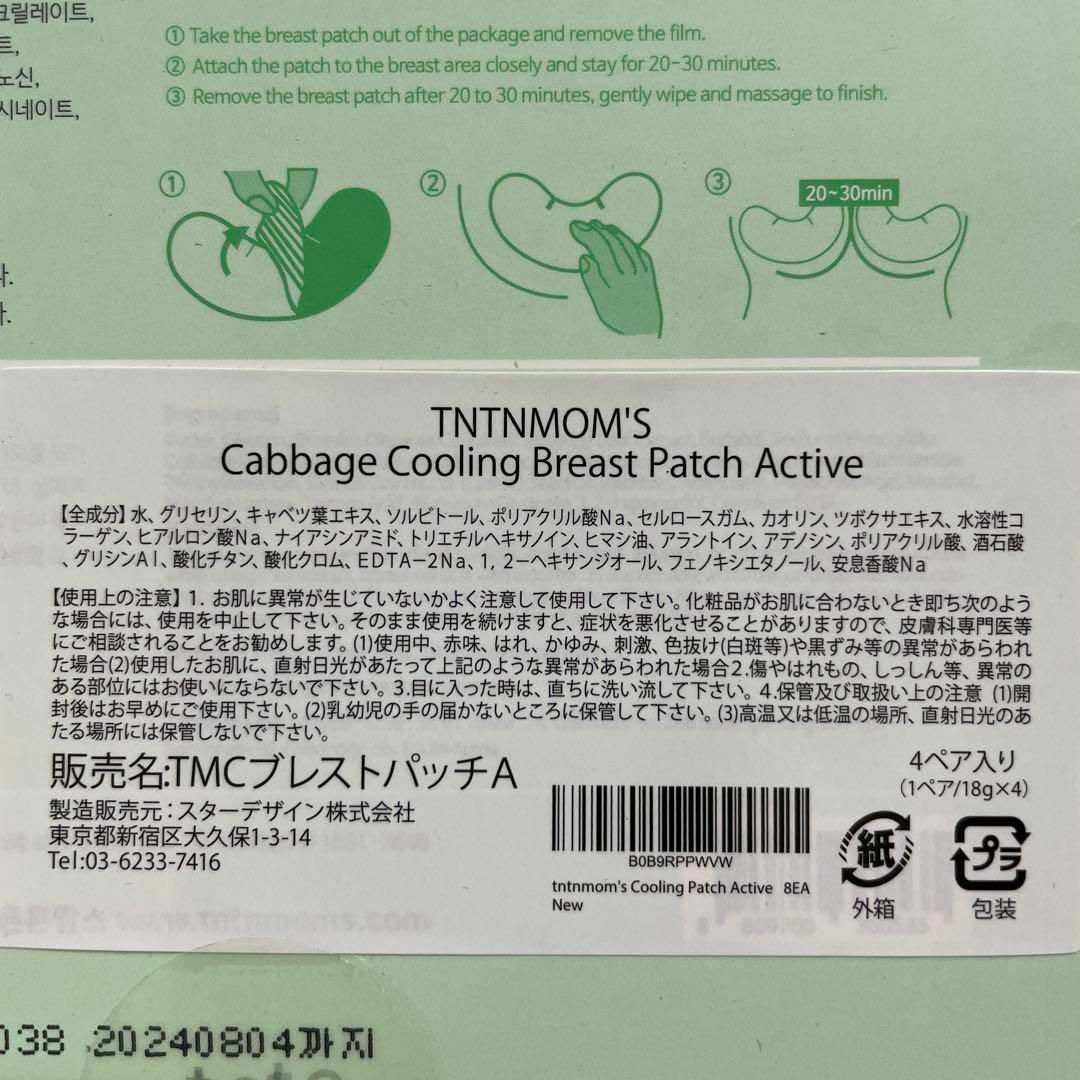 크릴레이트,
트,
노신,
시네이트,
① Take the breast patch out of the package and remove the film.
② Attach the patch to the breast area closely and stay for 20-30 minutes.
③ Remove the breast patch after 20 to 30 minutes, gently wipe and massage to finish.
① ② ③
20~30min
다.
다.
TNTNMOM'S
Cabbage Cooling Breast Patch Active
【全成分】水、グリセリン、キャベツ葉エキス、ソルビトール、ポリアクリル酸Na、セルロースガム、カオリン、ツボクサエキス、水溶性コ
ラーゲン、ヒアルロン酸Na、ナイアシンアミド、トリエチルヘキサノイン、ヒマシ油、アラントイン、アデノシン、ポリアクリル酸、酒石酸
、グリシンAl、酸化チタン、酸化クロム、EDTA−2Na、1,2−ヘキサンジオール、フェノキシエタノール、安息香酸Na
【使用上の注意】1. お肌に異常が生じていないかよく注意して使用して下さい。化粧品がお肌に合わないとき即ち次のよう
な場合には、使用を中止して下さい。そのまま使用を続けますと、症状を悪化させることがありますので、皮膚科専門医等
にご相談されることをお勧めします。(1)使用中、赤味、はれ、かゆみ、刺激、色抜け(白斑等)や黒ずみ等の異常があらわれ
た場合(2)使用したお肌に、直射日光があたって上記のような異常があらわれた場合2.傷やはれもの、しっしん等、異常の
ある部位にはお使いにならないで下さい。3.目に入った時は、直ちに洗い流して下さい。4.保管及び取扱い上の注意 (1)開
封後はお早めにご使用下さい。(2)乳幼児の手の届かないところに保管して下さい。(3)高温又は低温の場所、直射日光のあ
たる場所には保管しないで下さい。
販売名:TMCブレストパッチA
製造販売元：スターデザイン株式会社
東京都新宿区大久保1-3-14
Tel:03-6233-7416
4ペア入り
(1ペア/18g×4)
B0B9RPPWVW
tntnmom's Cooling Patch Active 8EA
New
紙
外箱
プラ
包装
www.tntnmoms.com
8 809700 360535
038 20240804까지